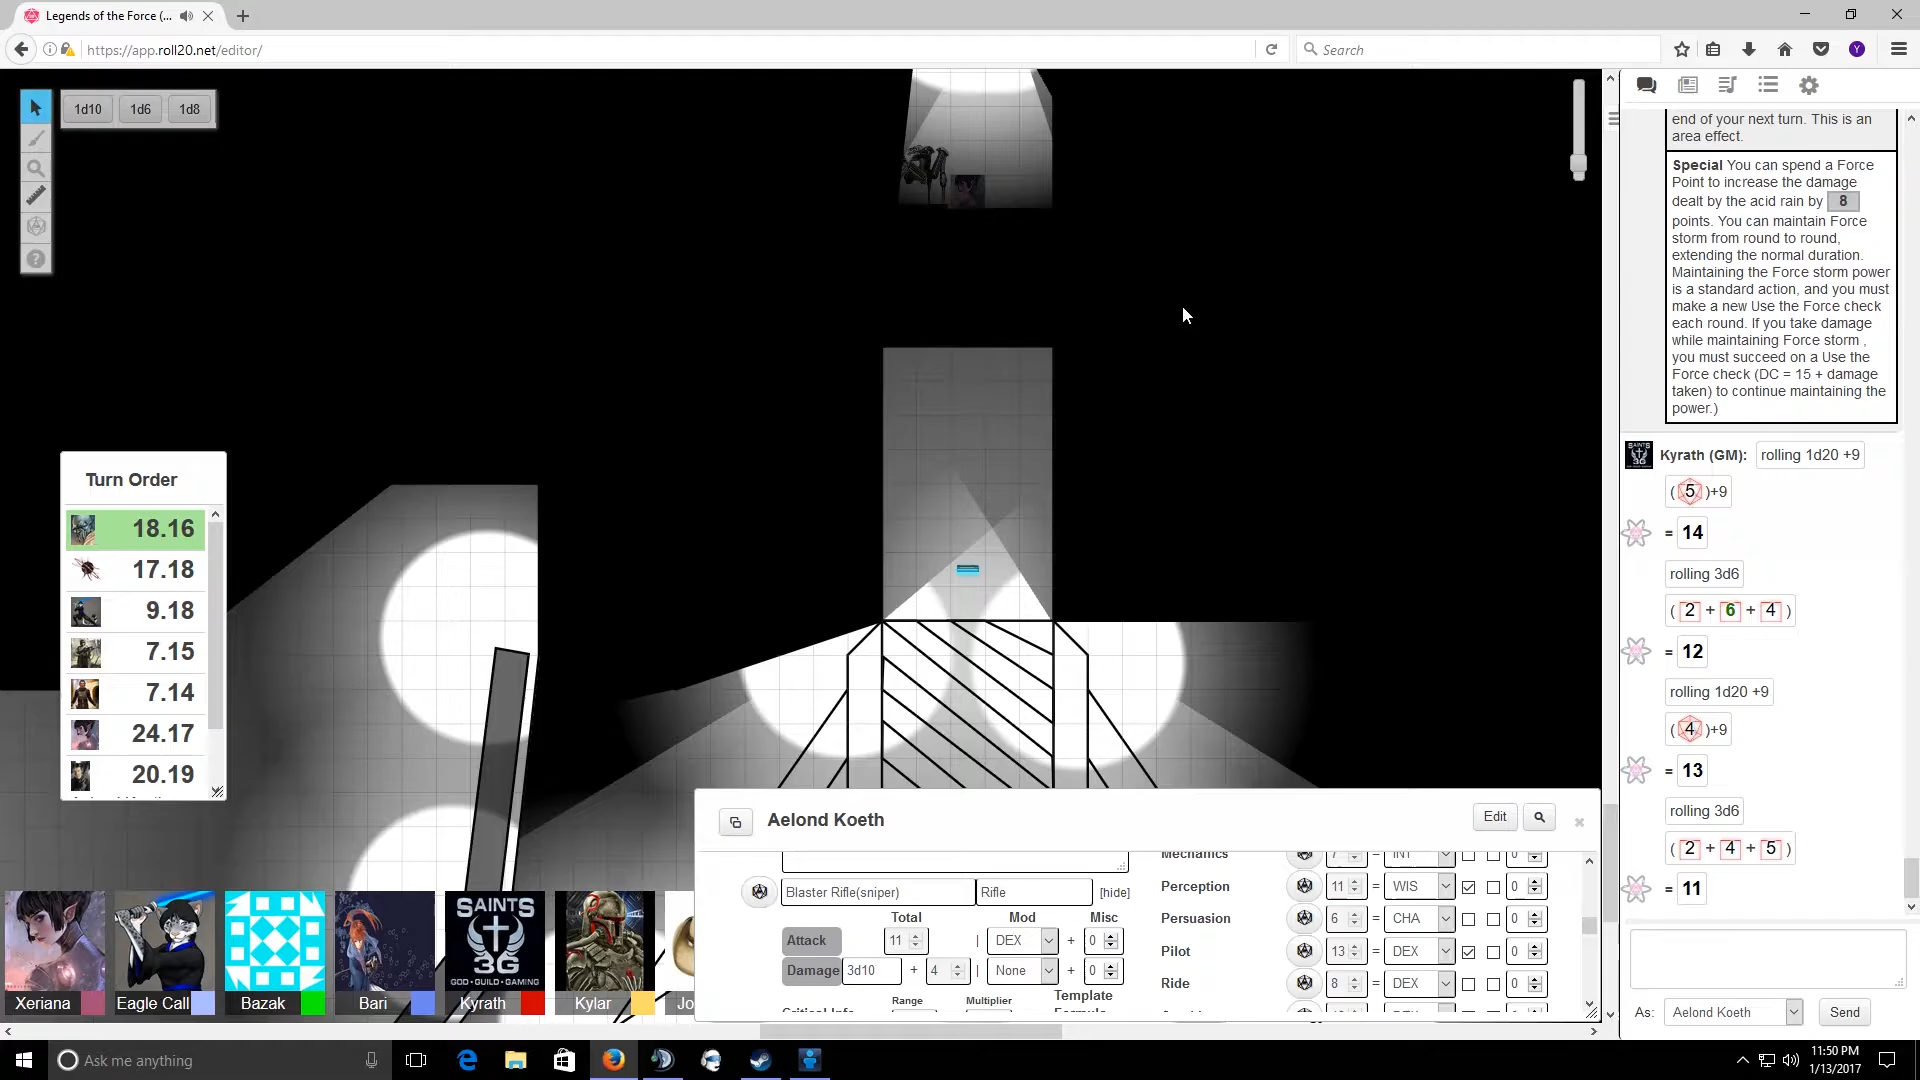 Legends of the Force (...
https://app.roll20.net/editor/
Search
1d10 1d6 1d8
end of your next turn. This is an
area effect.
Special You can spend a Force
Point to increase the damage
dealt by the acid rain by 8
points. You can maintain Force
storm from round to round,
extending the normal duration.
Maintaining the Force storm power
is a standard action, and you must
make a new Use the Force check
each round. If you take damage
while maintaining Force storm ,
you must succeed on a Use the
Force check (DC = 15 + damage
taken) to continue maintaining the
power.)
Kyrath (GM): rolling 1d20 +9
(5)+9
= 14
rolling 3d6
(2 + 6 + 4)
= 12
rolling 1d20 +9
(4)+9
= 13
rolling 3d6
(2 + 4 + 5)
= 11
As: Aelond Koeth Send
Turn Order
18.16
17.18
9.18
7.15
7.14
24.17
20.19
Aelond Koeth
Edit
Blaster Rifle(sniper) Rifle [hide]
Total Mod Misc
Attack 11 | DEX + 0
Damage 3d10 + 4 | None + 0
Range Multiplier Template
Mechanics 7 = INT 0
Perception 11 = WIS 0
Persuasion 6 = CHA 0
Pilot 13 = DEX 0
Ride 8 = DEX 0
SAINTS
3G
GOD • GUILD • GAMING
Xeriana Eagle Call Bazak Bari Kyrath Kylar Jo
Ask me anything
11:50 PM
1/13/2017